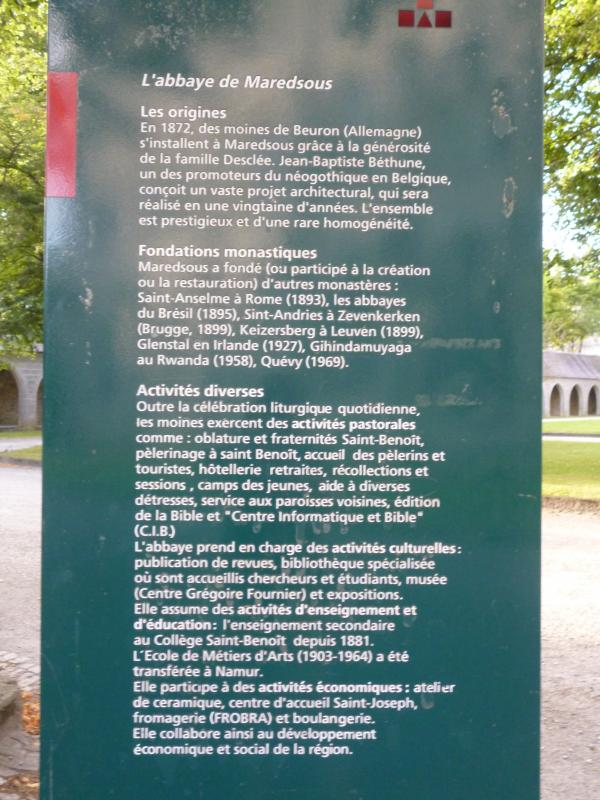 L'abbaye de Maredsous
Les origines
En 1872, des moines de Beuron (Allemagne)
s'installent à Maredsous grâce à la générosité
de la famille Desclée. Jean-Baptiste Béthune,
un des promoteurs du néogothique en Belgique,
conçoit un vaste projet architectural, qui sera
réalisé en une vingtaine d'années. L'ensemble
est prestigieux et d'une rare homogénéité.
Fondations monastiques
Maredsous a fondé (ou participé à la création
ou la restauration) d'autres monastères :
Saint-Anselme à Rome (1893), les abbayes
du Brésil (1895), Sint-Andries à Zevenkerken
(Brugge, 1899), Keizersberg à Leuven (1899),
Glenstal en Irlande (1927), Gihindamuyaga
au Rwanda (1958), Quévy (1969).
Activités diverses
Outre la célébration liturgique quotidienne,
les moines exercent des activités pastorales
comme : oblature et fraternités Saint-Benoît,
pèlerinage à saint Benoît, accueil des pèlerins et
touristes, hôtellerie retraites, récollections et
sessions , camps des jeunes, aide à diverses
détresses, service aux paroisses voisines, édition
de la Bible et "Centre Informatique et Bible"
(C.I.B.)
L'abbaye prend en charge des activités culturelles :
publication de revues, bibliothèque spécialisée
où sont accueillis chercheurs et étudiants, musée
(Centre Grégoire Fournier) et expositions.
Elle assume des activités d'enseignement et
d'éducation : l'enseignement secondaire
au Collège Saint-Benoît depuis 1881.
L'Ecole de Métiers d'Arts (1903-1964) a été
transférée à Namur.
Elle participe à des activités économiques : atelier
de ceramique, centre d'accueil Saint-Joseph,
fromagerie (FROBRA) et boulangerie.
Elle collabore ainsi au développement
économique et social de la région.